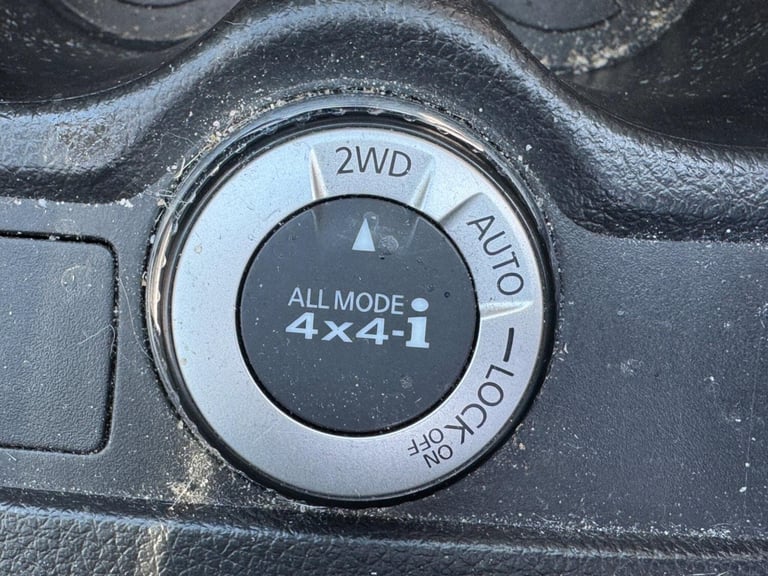 2WD
AUTO
LOCK
ON
OFF
ALL MODE
4x4-i